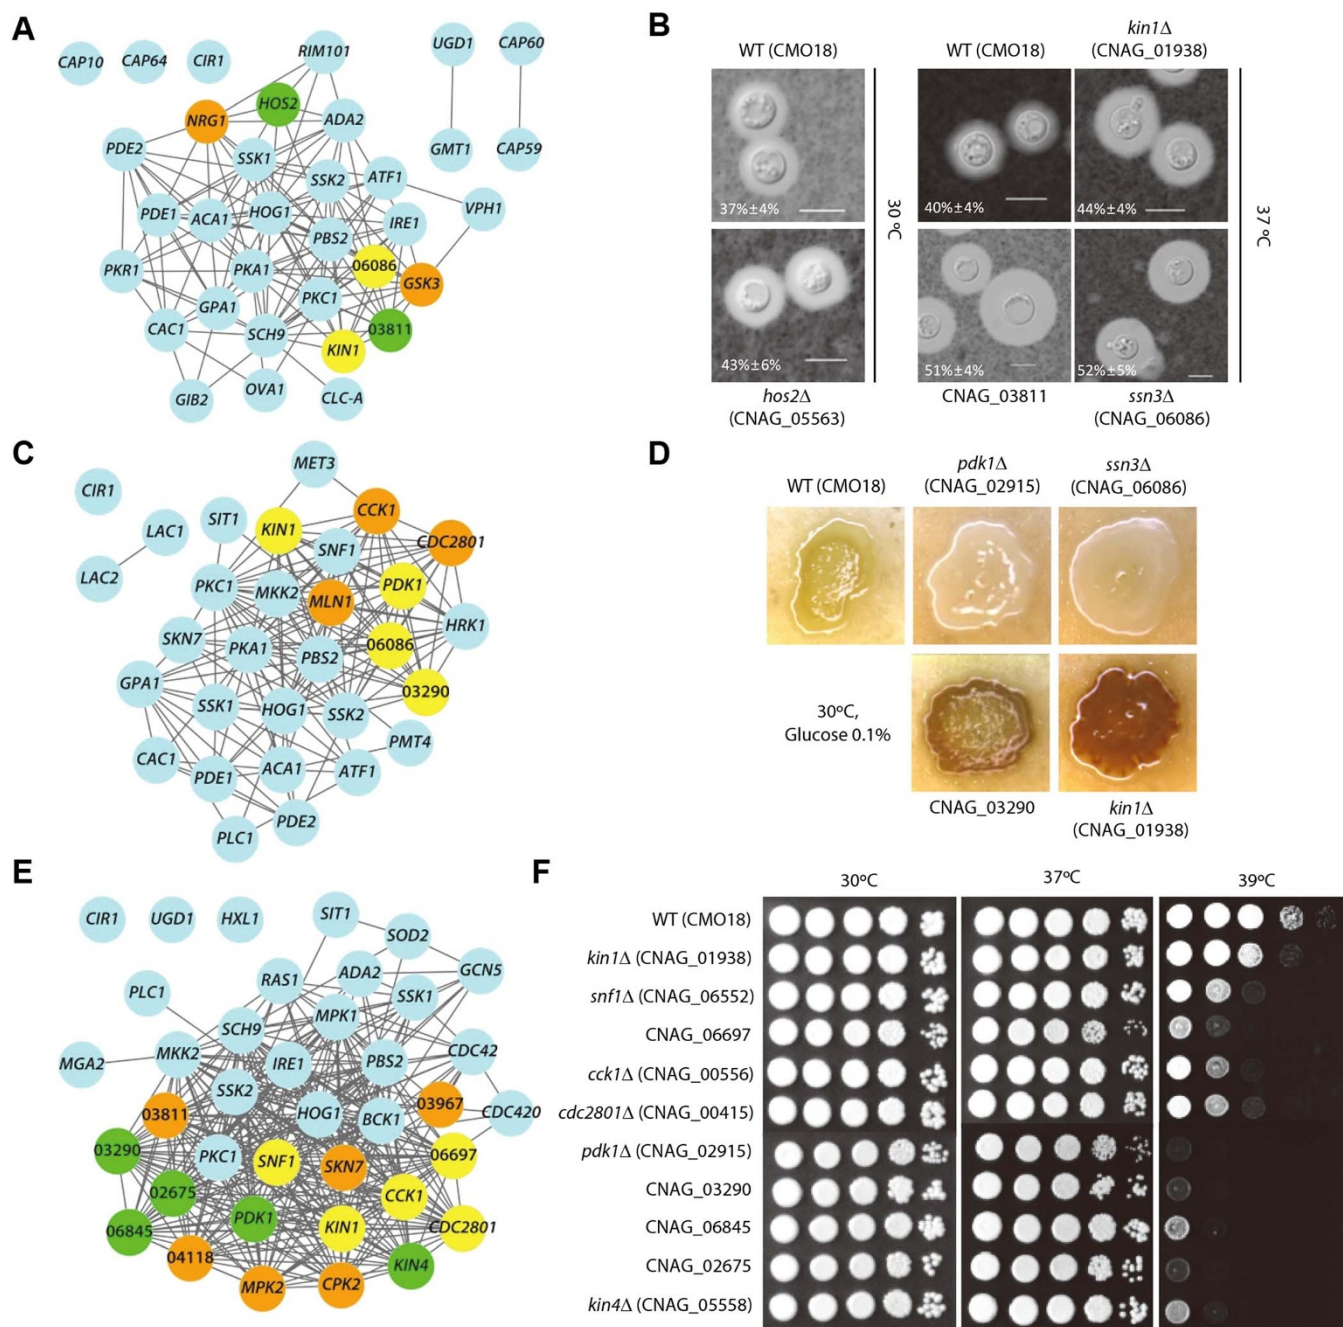 A
CAP10
CAP64
CIR1
RIM101
UGD1
CAP60
NRG1
HOS2
ADA2
PDE2
SSK1
GMT1
CAP59
SSK2
ATF1
PDE1
ACA1
HOG1
IRE1
VPH1
PBS2
PKR1
PKA1
06086
GSK3
GPA1
PKC1
CAC1
SCH9
03811
KIN1
GIB2
OVA1
CLC-A
B
WT (CMO18)
WT (CMO18)
kin1Δ
(CNAG_01938)
37%±4%
40%±4%
44%±4%
30 ºC
37 ºC
43%±6%
51%±4%
52%±5%
hos2Δ
(CNAG_05563)
CNAG_03811
ssn3Δ
(CNAG_06086)
C
MET3
CIR1
CCK1
LAC1
SIT1
KIN1
SNF1
CDC2801
LAC2
PKC1
MKK2
MLN1
PDK1
HRK1
SKN7
PKA1
PBS2
06086
GPA1
03290
SSK1
HOG1
SSK2
PMT4
CAC1
PDE1
ACA1
ATF1
PLC1
PDE2
D
WT (CMO18)
pdk1Δ
(CNAG_02915)
ssn3Δ
(CNAG_06086)
30ºC,
Glucose 0.1%
CNAG_03290
kin1Δ
(CNAG_01938)
E
CIR1
UGD1
HXL1
SIT1
SOD2
GCN5
PLC1
RAS1
ADA2
SSK1
SCH9
MPK1
MGA2
MKK2
IRE1
PBS2
CDC42
SSK2
03811
HOG1
BCK1
03967
CDC420
03290
PKC1
SNF1
SKN7
06697
02675
CCK1
06845
PDK1
KIN1
CDC2801
04118
KIN4
MPK2
CPK2
F
30ºC
37ºC
39ºC
WT (CMO18)
kin1Δ (CNAG_01938)
snf1Δ (CNAG_06552)
CNAG_06697
cck1Δ (CNAG_00556)
cdc2801Δ (CNAG_00415)
pdk1Δ (CNAG_02915)
CNAG_03290
CNAG_06845
CNAG_02675
kin4Δ (CNAG_05558)